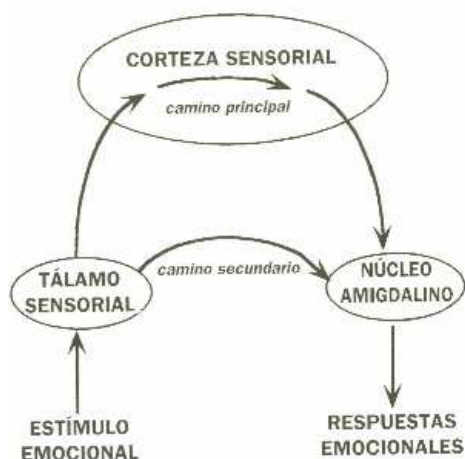 CORTEZA SENSORIAL
camino principal
TÁLAMO
SENSORIAL
camino secundario
NÚCLEO
AMIGDALINO
ESTÍMULO
EMOCIONAL
RESPUESTAS
EMOCIONALES